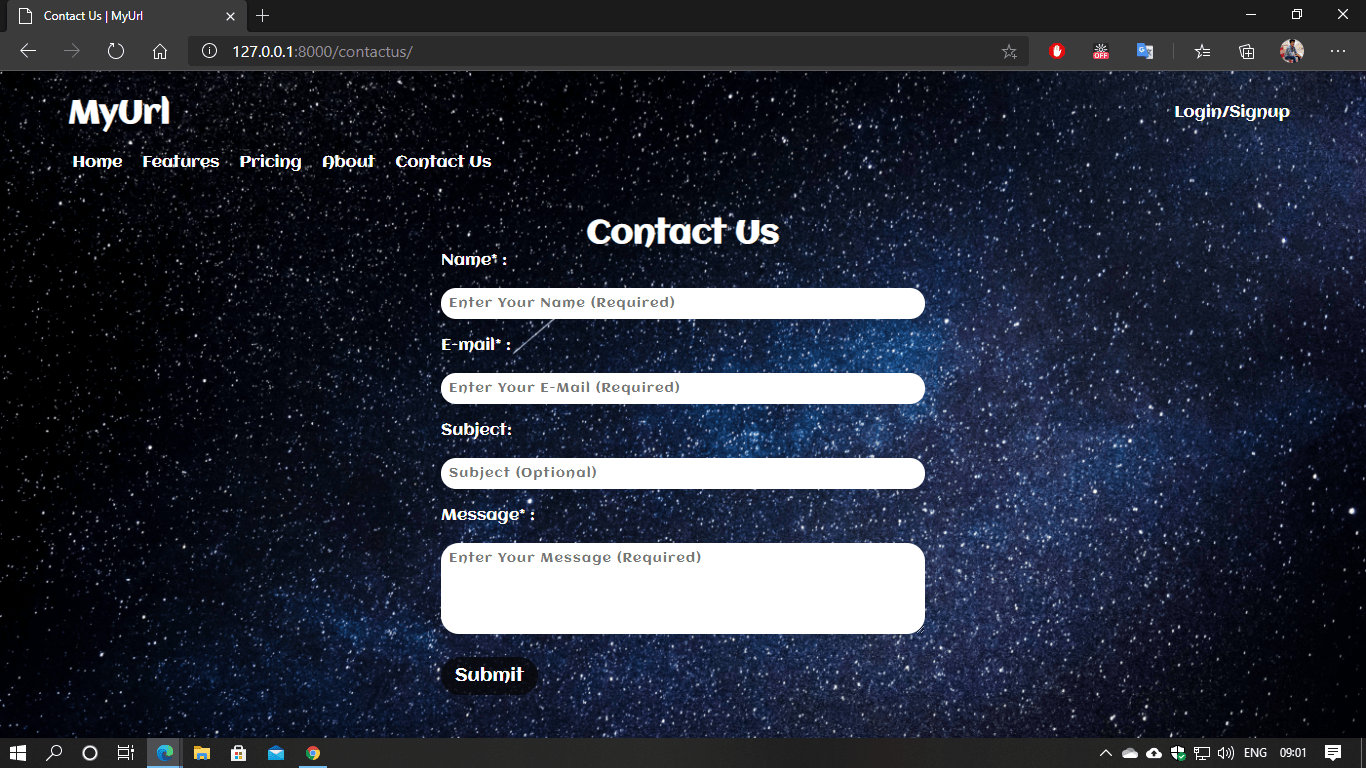 Contact Us | MyUrl
127.0.0.1:8000/contactus/
OFF
MyUrl
Login/Signup
Home Features Pricing About Contact Us
Contact Us
Name* :
Enter Your Name (Required)
E-mail* :
Enter Your E-Mail (Required)
Subject:
Subject (Optional)
Message* :
Enter Your Message (Required)
Submit
ENG 09:01